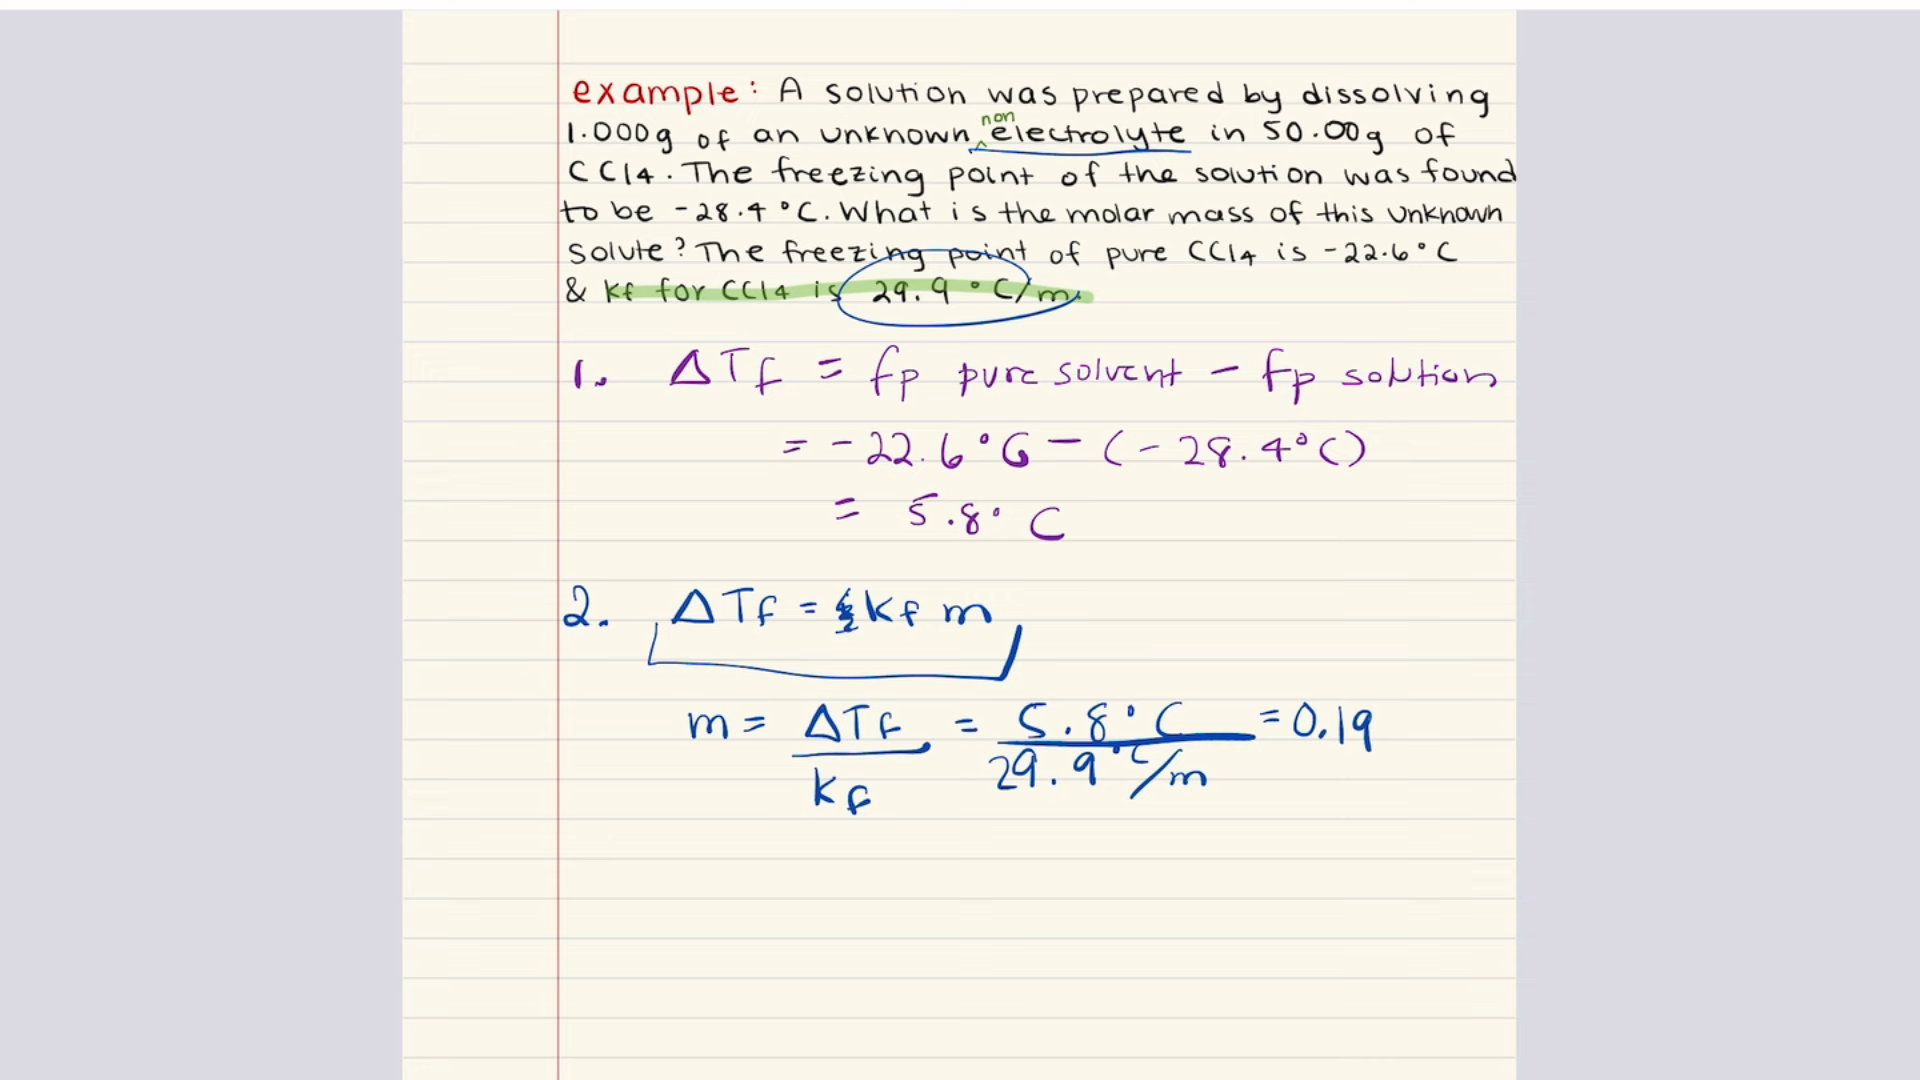 example: A solution was prepared by dissolving
1.000g of an unknown nonelectrolyte in 50.00g of
CCl4. The freezing point of the solution was found
to be -28.4°C. What is the molar mass of this unknown
solute? The freezing point of pure CCl4 is -22.6°C
& kf for CCl4 is 29.9 °C/m.
1. ΔTf = fp pure solvent - fp solution
= -22.6°C - (-28.4°C)
= 5.8°C
2. ΔTf = kf m
m = ΔTf / kf = 5.8°C / 29.9°C/m = 0.19